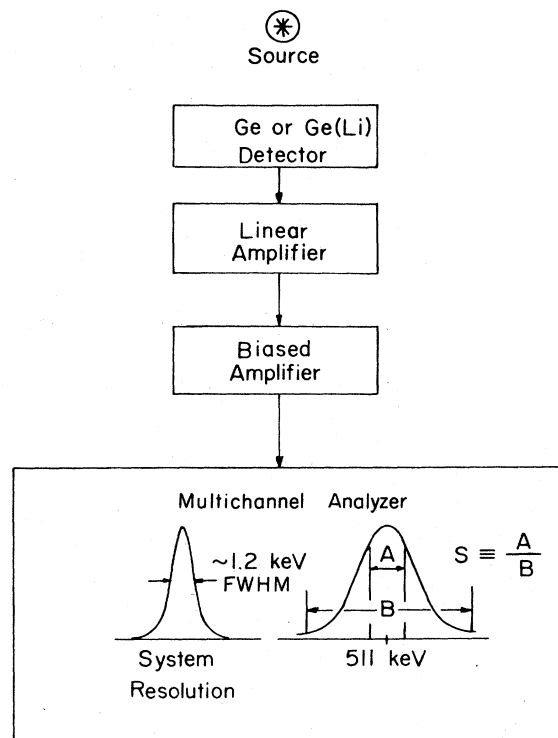 Source
Ge or Ge(Li)
Detector
Linear
Amplifier
Biased
Amplifier
Multichannel Analyzer
~1.2 keV
FWHM
A
B
S ≡ A/B
511 keV
System
Resolution